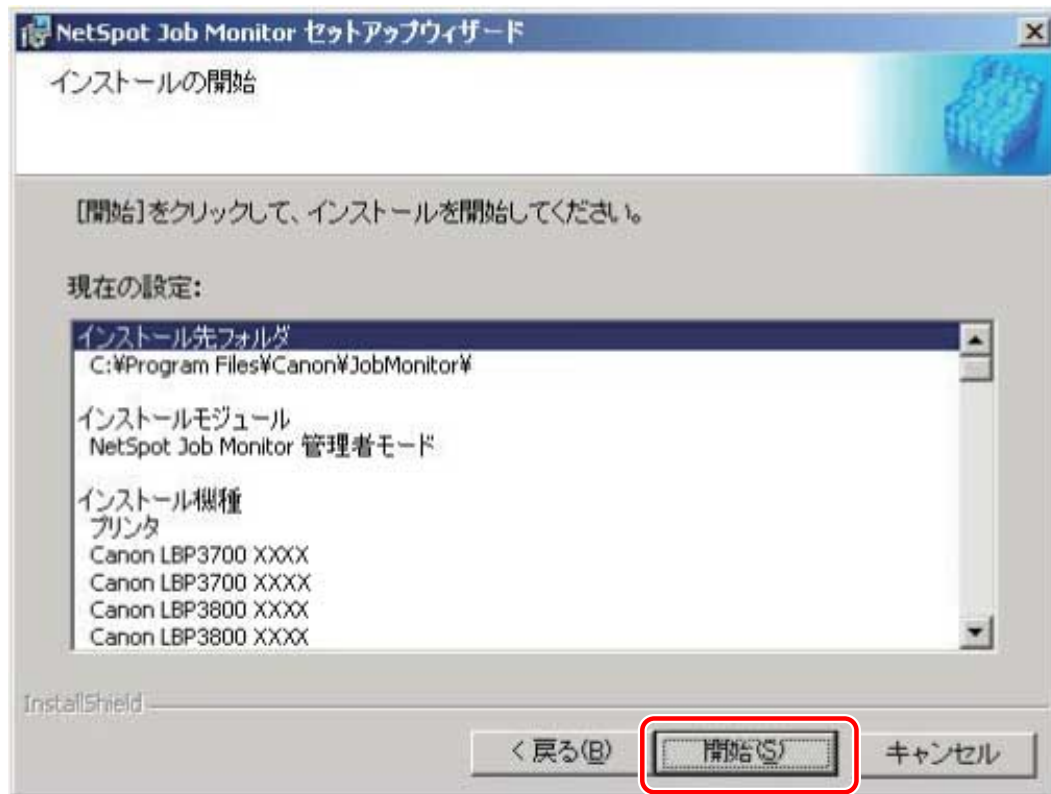 NetSpot Job Monitor セットアップウィザード
インストールの開始
[開始]をクリックして、インストールを開始してください。
現在の設定:
インストール先フォルダ
C:¥Program Files¥Canon¥JobMonitor¥
インストールモジュール
NetSpot Job Monitor 管理者モード
インストール機種
プリンタ
Canon LBP3700 XXXX
Canon LBP3700 XXXX
Canon LBP3800 XXXX
Canon LBP3800 XXXX
InstallShield
< 戻る(B) 開始(S) キャンセル